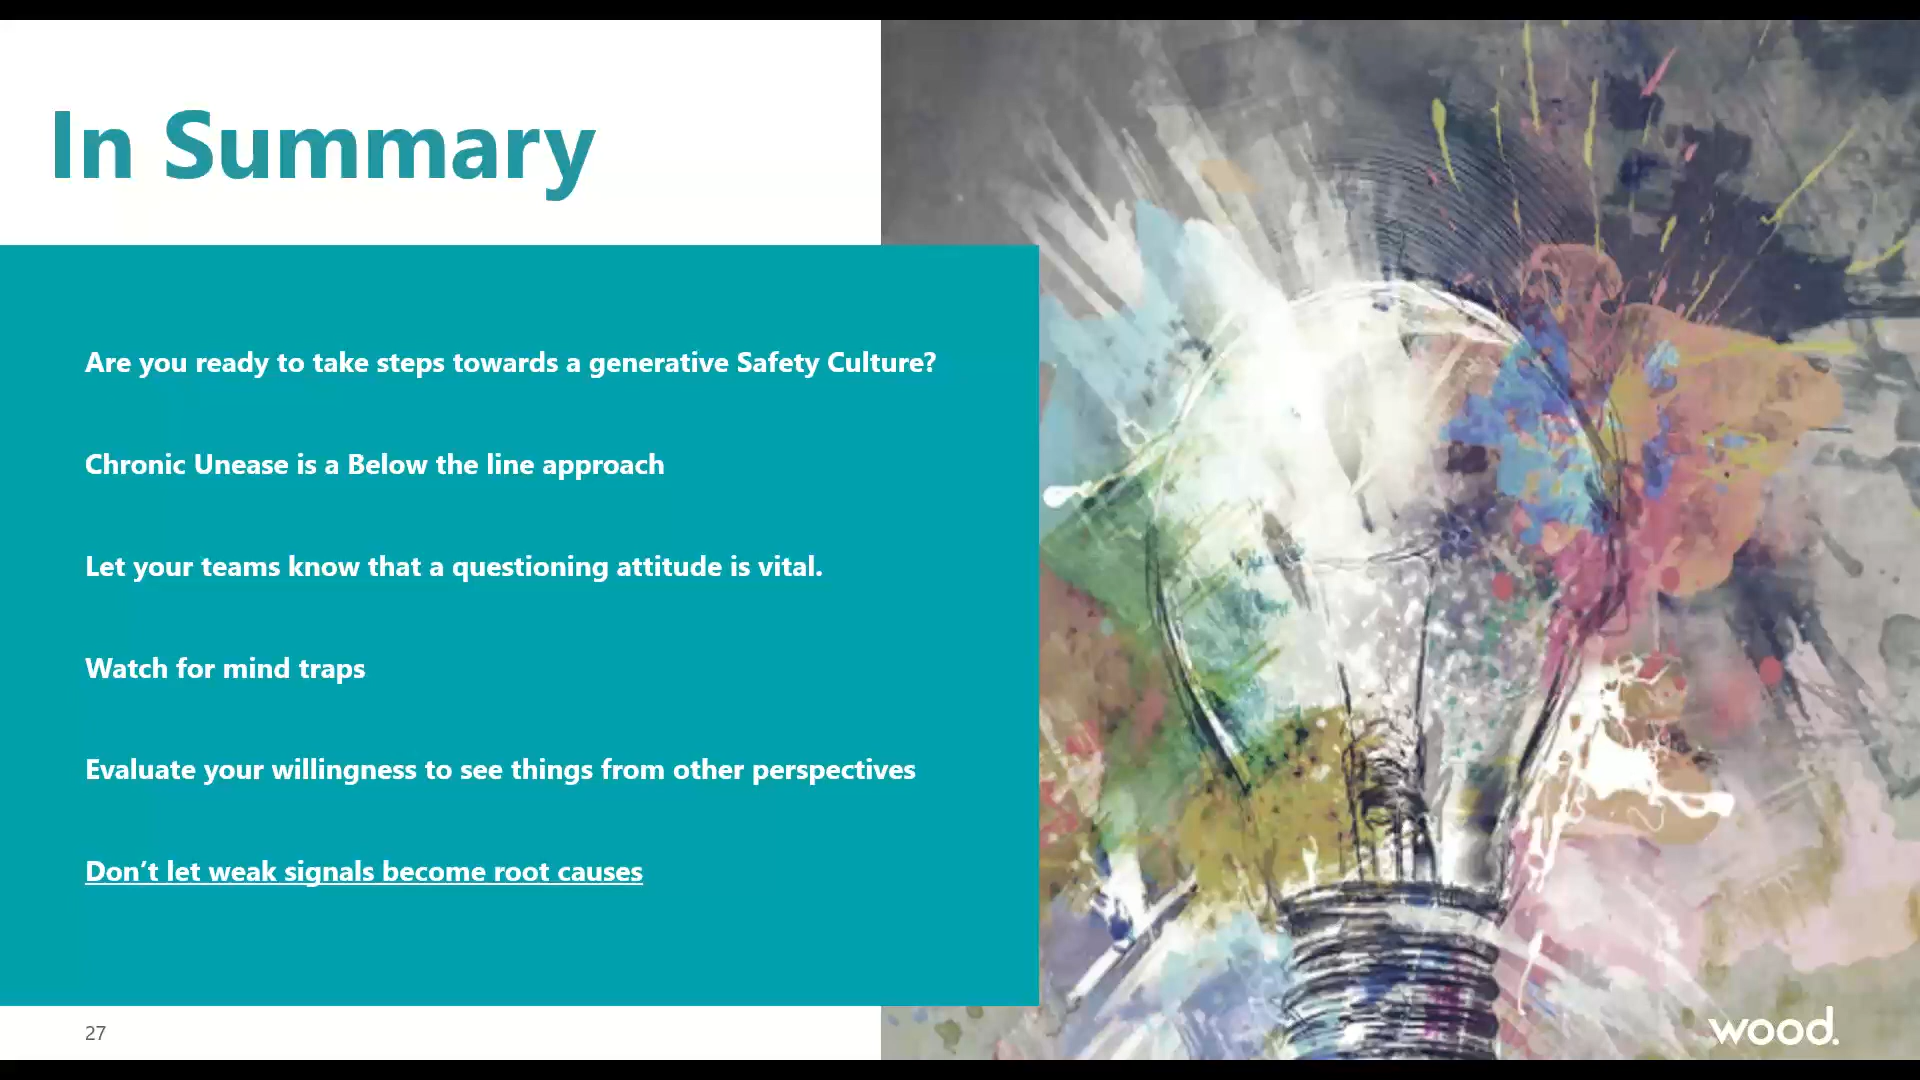 In Summary
Are you ready to take steps towards a generative Safety Culture?
Chronic Unease is a Below the line approach
Let your teams know that a questioning attitude is vital.
Watch for mind traps
Evaluate your willingness to see things from other perspectives
Don’t let weak signals become root causes
27
wood.